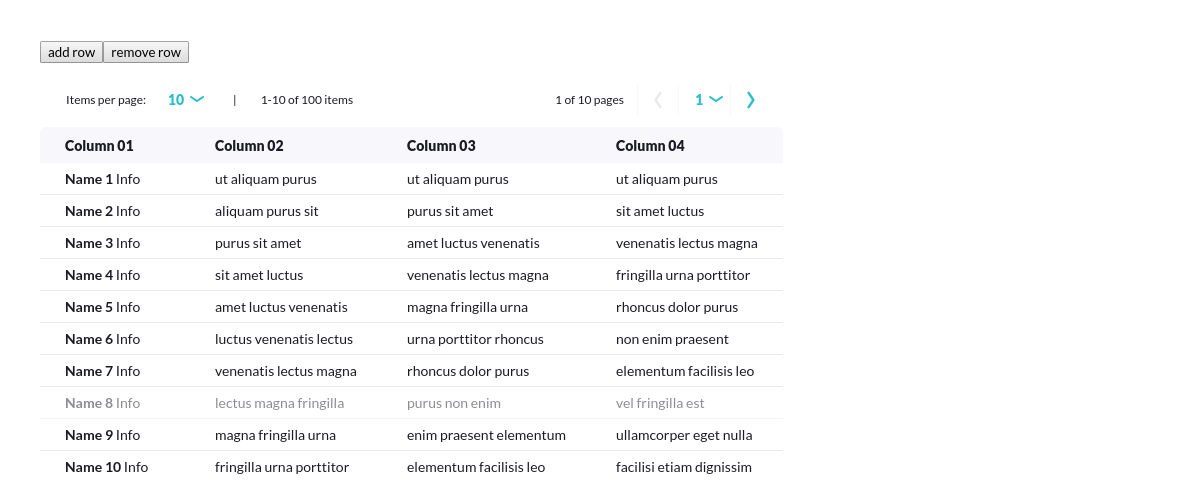 add row remove row
Items per page: 10 | 1-10 of 100 items 1 of 10 pages 1
Column 01 Column 02 Column 03 Column 04
Name 1 Info ut aliquam purus ut aliquam purus ut aliquam purus
Name 2 Info aliquam purus sit purus sit amet sit amet luctus
Name 3 Info purus sit amet amet luctus venenatis venenatis lectus magna
Name 4 Info sit amet luctus venenatis lectus magna fringilla urna porttitor
Name 5 Info amet luctus venenatis magna fringilla urna rhoncus dolor purus
Name 6 Info luctus venenatis lectus urna porttitor rhoncus non enim praesent
Name 7 Info venenatis lectus magna rhoncus dolor purus elementum facilisis leo
Name 8 Info lectus magna fringilla purus non enim vel fringilla est
Name 9 Info magna fringilla urna enim praesent elementum ullamcorper eget nulla
Name 10 Info fringilla urna porttitor elementum facilisis leo facilisi etiam dignissim